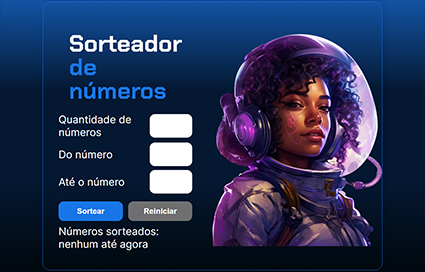 Sorteador
de
números
Quantidade de
números
Do número
Até o número
Sortear
Reiniciar
Números sorteados:
nenhum até agora